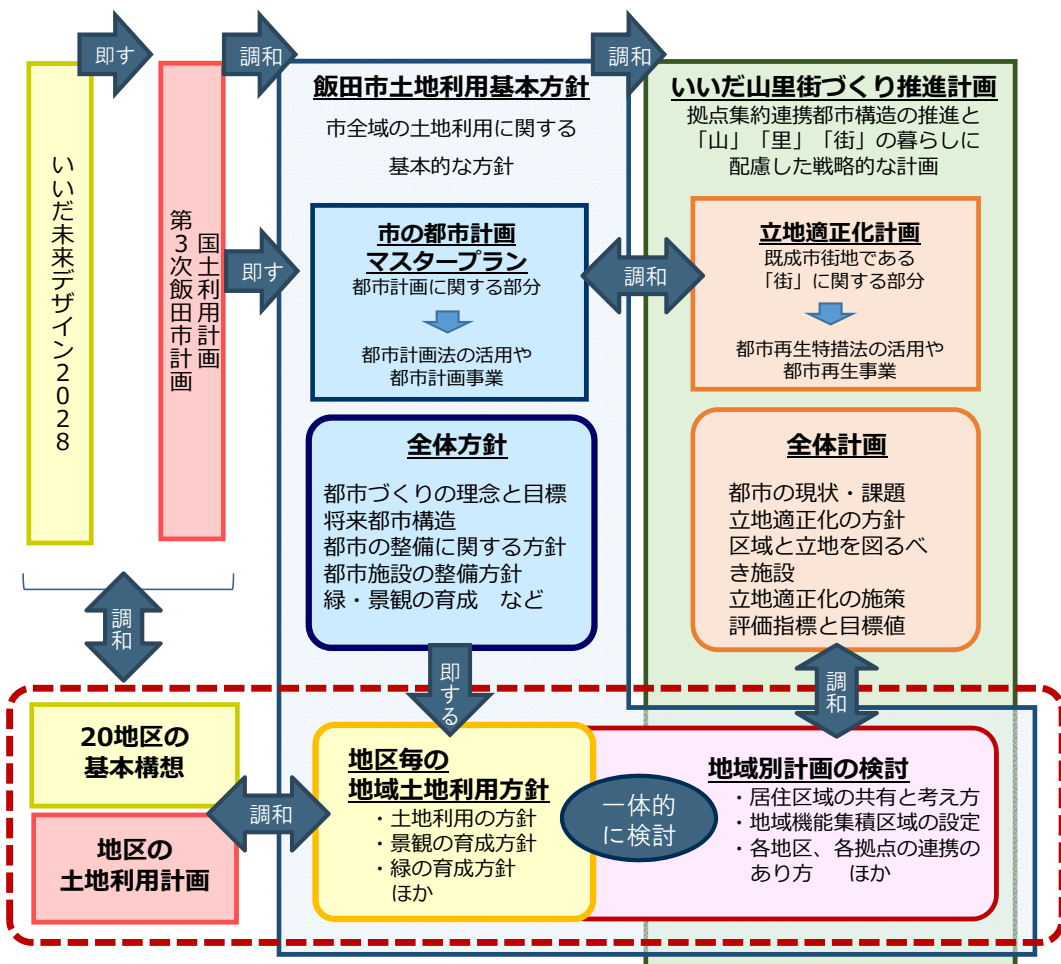 即す
調和
調和
いいだ未来デザイン2028
国土利用計画
第3次飯田市計画
飯田市土地利用基本方針
市全域の土地利用に関する
基本的な方針
いいだ山里街づくり推進計画
拠点集約連携都市構造の推進と
「山」「里」「街」の暮らしに
配慮した戦略的な計画
即す
市の都市計画
マスタープラン
都市計画に関する部分
都市計画法の活用や
都市計画事業
調和
立地適正化計画
既成市街地である
「街」に関する部分
都市再生特措法の活用や
都市再生事業
全体方針
都市づくりの理念と目標
将来都市構造
都市の整備に関する方針
都市施設の整備方針
緑・景観の育成　など
全体計画
都市の現状・課題
立地適正化の方針
区域と立地を図るべ
き施設
立地適正化の施策
評価指標と目標値
調和
即する
調和
20地区の
基本構想
地区の
土地利用計画
調和
地区毎の
地域土地利用方針
・土地利用の方針
・景観の育成方針
・緑の育成方針
ほか
一体的
に検討
地域別計画の検討
・居住区域の共有と考え方
・地域機能集積区域の設定
・各地区、各拠点の連携の
あり方　ほか